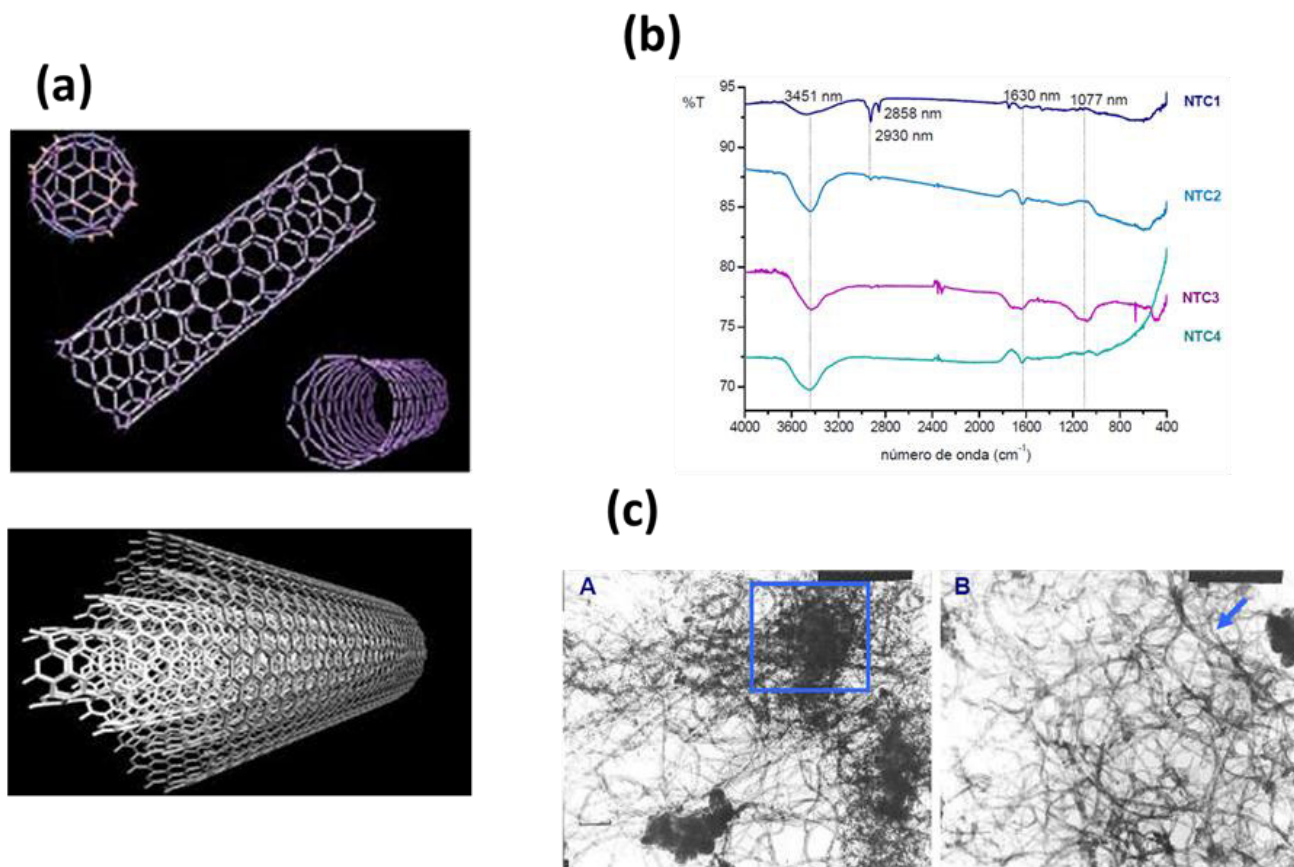 (a)
(b)
%T
95
90
85
80
75
70
3451 nm
2858 nm
2930 nm
1630 nm
1077 nm
NTC1
NTC2
NTC3
NTC4
4000 3600 3200 2800 2400 2000 1600 1200 800 400
número de onda (cm⁻¹)
(c)
A
B